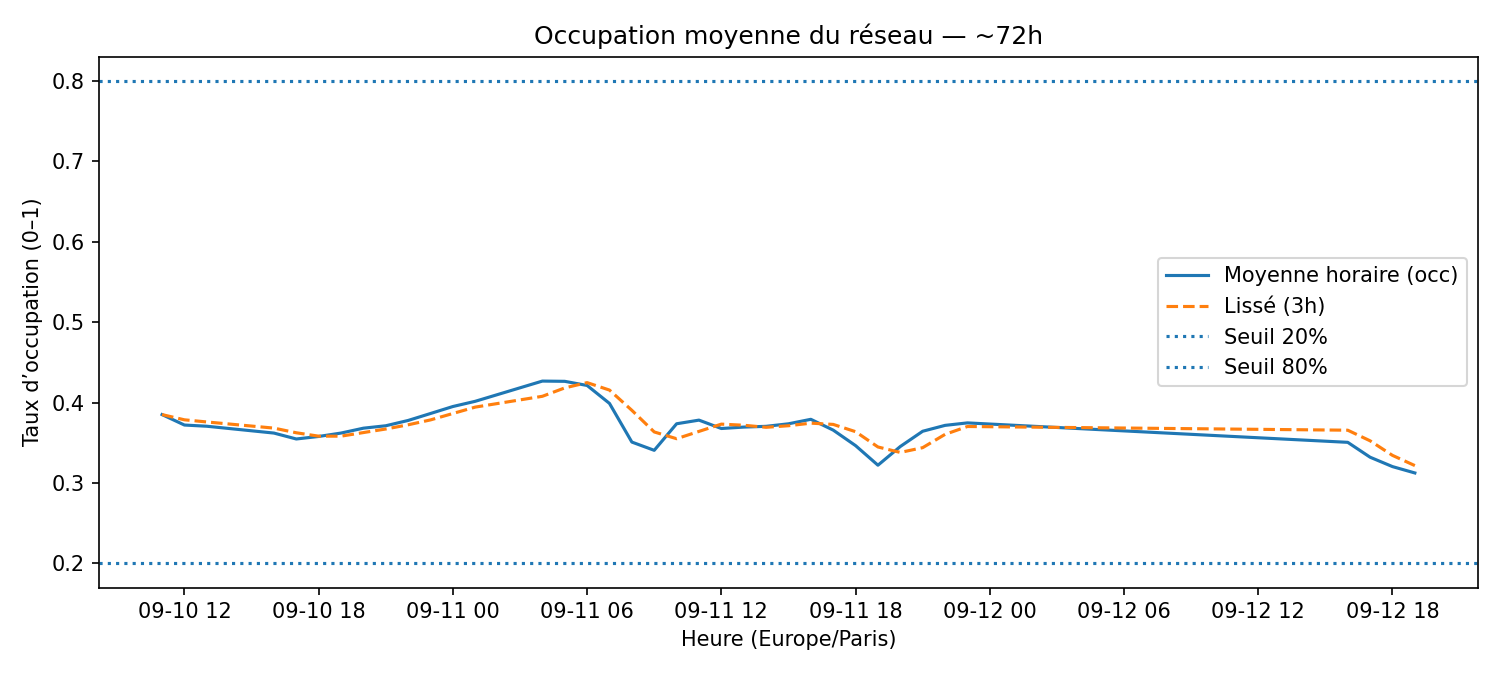 Occupation moyenne du réseau — ~72h
Taux d’occupation (0–1)
0.8
0.7
0.6
0.5
0.4
0.3
0.2
Moyenne horaire (occ)
Lissé (3h)
Seuil 20%
Seuil 80%
09-10 12 09-10 18 09-11 00 09-11 06 09-11 12 09-11 18 09-12 00 09-12 06 09-12 12 09-12 18
Heure (Europe/Paris)